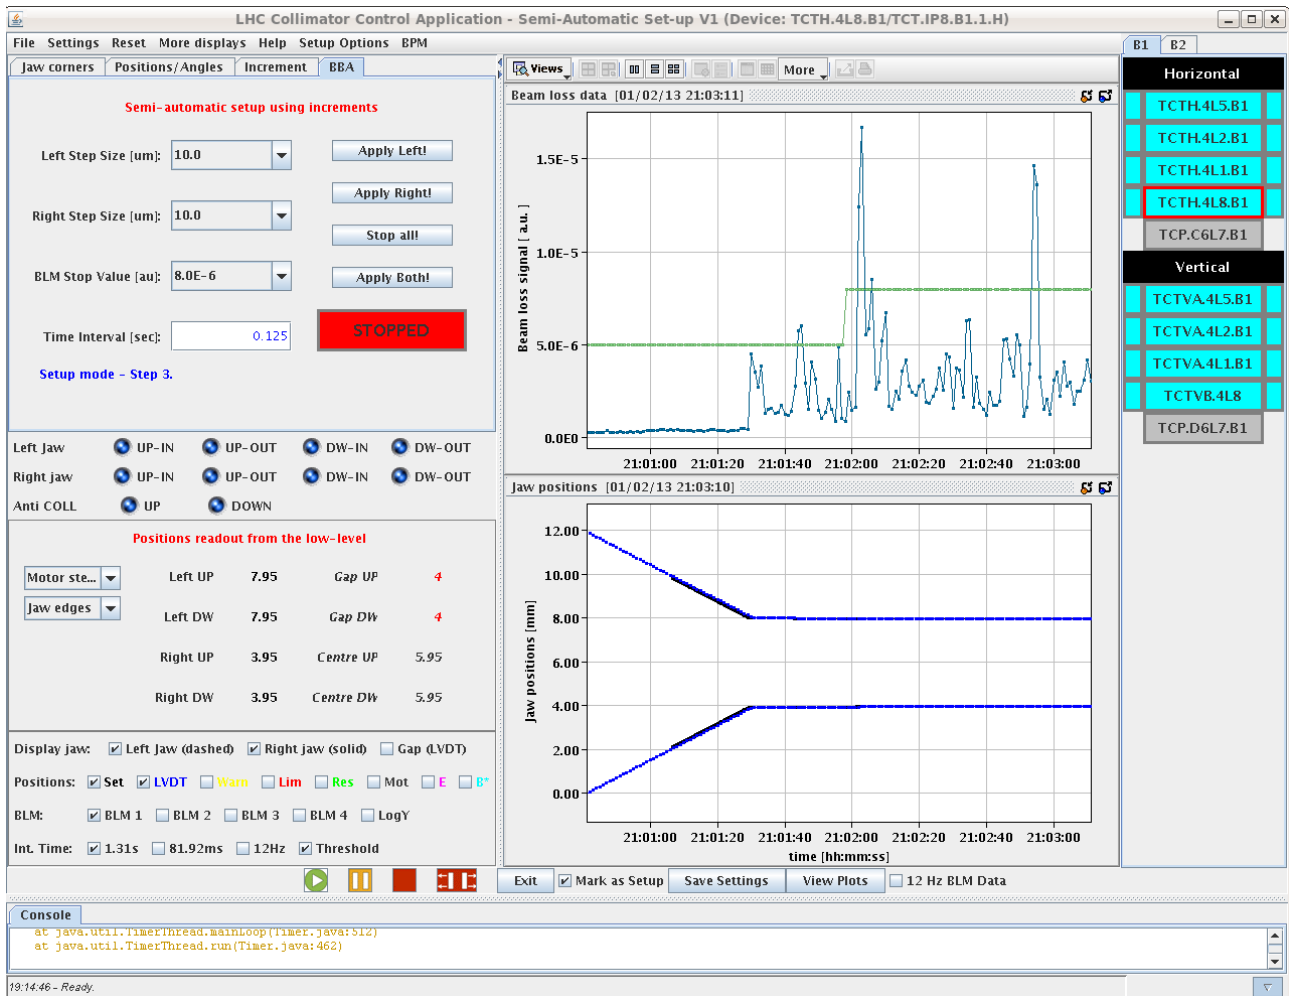 LHC Collimator Control Application - Semi-Automatic Set-up V1 (Device: TCTH.4L8.B1/TCT.IP8.B1.1.H)
File Settings Reset More displays Help Setup Options BPM
Jaw corners Positions/Angles Increment BBA
Semi-automatic setup using increments
Left Step Size [um]: 10.0 Apply Left!
Apply Right!
Right Step Size [um]: 10.0
Stop all!
BLM Stop Value [au]: 8.0E-6 Apply Both!
Time Interval [sec]: 0.125 STOPPED
Setup mode - Step 3.
Left Jaw UP-IN UP-OUT DW-IN DW-OUT
Right jaw UP-IN UP-OUT DW-IN DW-OUT
Anti COLL UP DOWN
Positions readout from the low-level
Motor ste... Left UP 7.95 Gap UP 4
Jaw edges Left DW 7.95 Gap DW 4
Right UP 3.95 Centre UP 5.95
Right DW 3.95 Centre DW 5.95
Display jaw: Left Jaw (dashed) Right jaw (solid) Gap (LVDT)
Positions: Set LVDT Warn Lim Res Mot E B*
BLM: BLM 1 BLM 2 BLM 3 BLM 4 LogY
Int. Time: 1.31s 81.92ms 12Hz Threshold
Views More
Beam loss data [01/02/13 21:03:11]
Beam loss signal [ a.u. ]
1.5E-5
1.0E-5
5.0E-6
0.0E0
21:01:00 21:01:20 21:01:40 21:02:00 21:02:20 21:02:40 21:03:00
Jaw positions [01/02/13 21:03:10]
Jaw positions [mm]
12.00
10.00
8.00
6.00
4.00
2.00
0.00
21:01:00 21:01:20 21:01:40 21:02:00 21:02:20 21:02:40 21:03:00
time [hh:mm:ss]
B1 B2
Horizontal
TCTH.4L5.B1
TCTH.4L2.B1
TCTH.4L1.B1
TCTH.4L8.B1
TCP.C6L7.B1
Vertical
TCTVA.4L5.B1
TCTVA.4L2.B1
TCTVA.4L1.B1
TCTVB.4L8
TCP.D6L7.B1
Exit Mark as Setup Save Settings View Plots 12 Hz BLM Data
Console
at java.util.TimerThread.mainLoop(Timer.java:512)
at java.util.TimerThread.run(Timer.java:462)
19:14:46 - Ready.